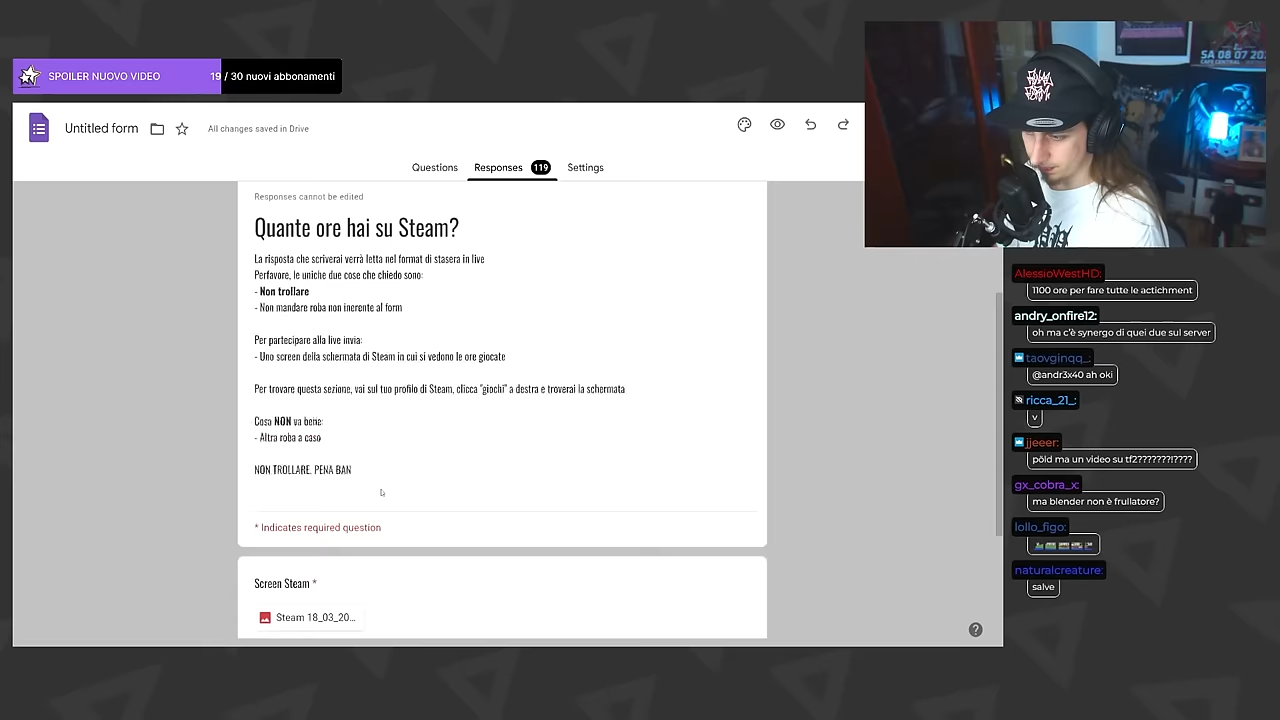 SPOILER NUOVO VIDEO 19 / 30 nuovi abbonamenti
Untitled form
All changes saved in Drive
Questions Responses 119 Settings
Responses cannot be edited
Quante ore hai su Steam?
La risposta che scriverai verrà letta nel format di stasera in live
Perfavore, le uniche due cose che chiedo sono:
- Non trollare
- Non mandare roba non inerente al form
Per partecipare alla live invia:
- Uno screen della schermata di Steam in cui si vedono le ore giocate
Per trovare questa sezione, vai sul tuo profilo di Steam, clicca "giochi" a destra e troverai la schermata
Cosa NON va bene:
- Altra roba a caso
NON TROLLARE, PENA BAN
* Indicates required question
Screen Steam *
Steam 18_03_20...
SA 08 07 20
AlessioWestHD:
1100 ore per fare tutte le actichment
andry_onfire12:
oh ma c'è synergo di quei due sul server
taovginqq_:
@andr3x40 ah oki
ricca_21_:
v
jjeeer:
pöld ma un video su tf2???????!????
gx_cobra_x:
ma blender non è frullatore?
lollo_figo:
naturalcreature:
salve